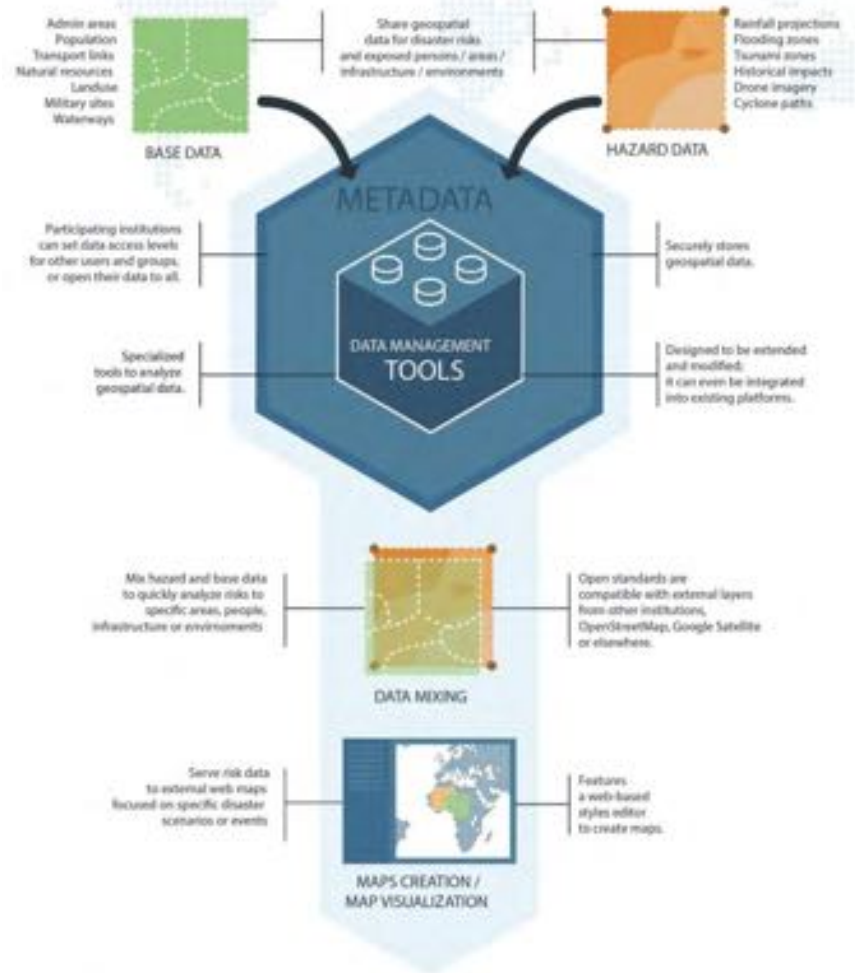 Admin areas
Population
Transport links
Natural resources
Landuse
Military sites
Waterways
BASE DATA
Share geospatial
data for disaster risks
and exposed persons / areas /
infrastructure / environments
Rainfall projections
Flooding zones
Tsunami zones
Historical impacts
Drone imagery
Cyclone paths
HAZARD DATA
METADATA
Participating institutions
can set data access levels
for other users and groups,
or open their data to all.
Securely stores
geospatial data.
DATA MANAGEMENT
TOOLS
Specialized
tools to analyze
geospatial data.
Designed to be extended
and modified;
it can even be integrated
into existing platforms.
Mix hazard and base data
to quickly analyze risks to
specific areas, people,
infrastructure or envirnoments
Open standards are
compatible with external layers
from other institutions,
OpenStreetMap, Google Satellite
or elsewhere.
DATA MIXING
Serve risk data
to external web maps
focused on specific disaster
scenarios or events
Features
a web-based
styles editor
to create maps.
MAPS CREATION /
MAP VISUALIZATION